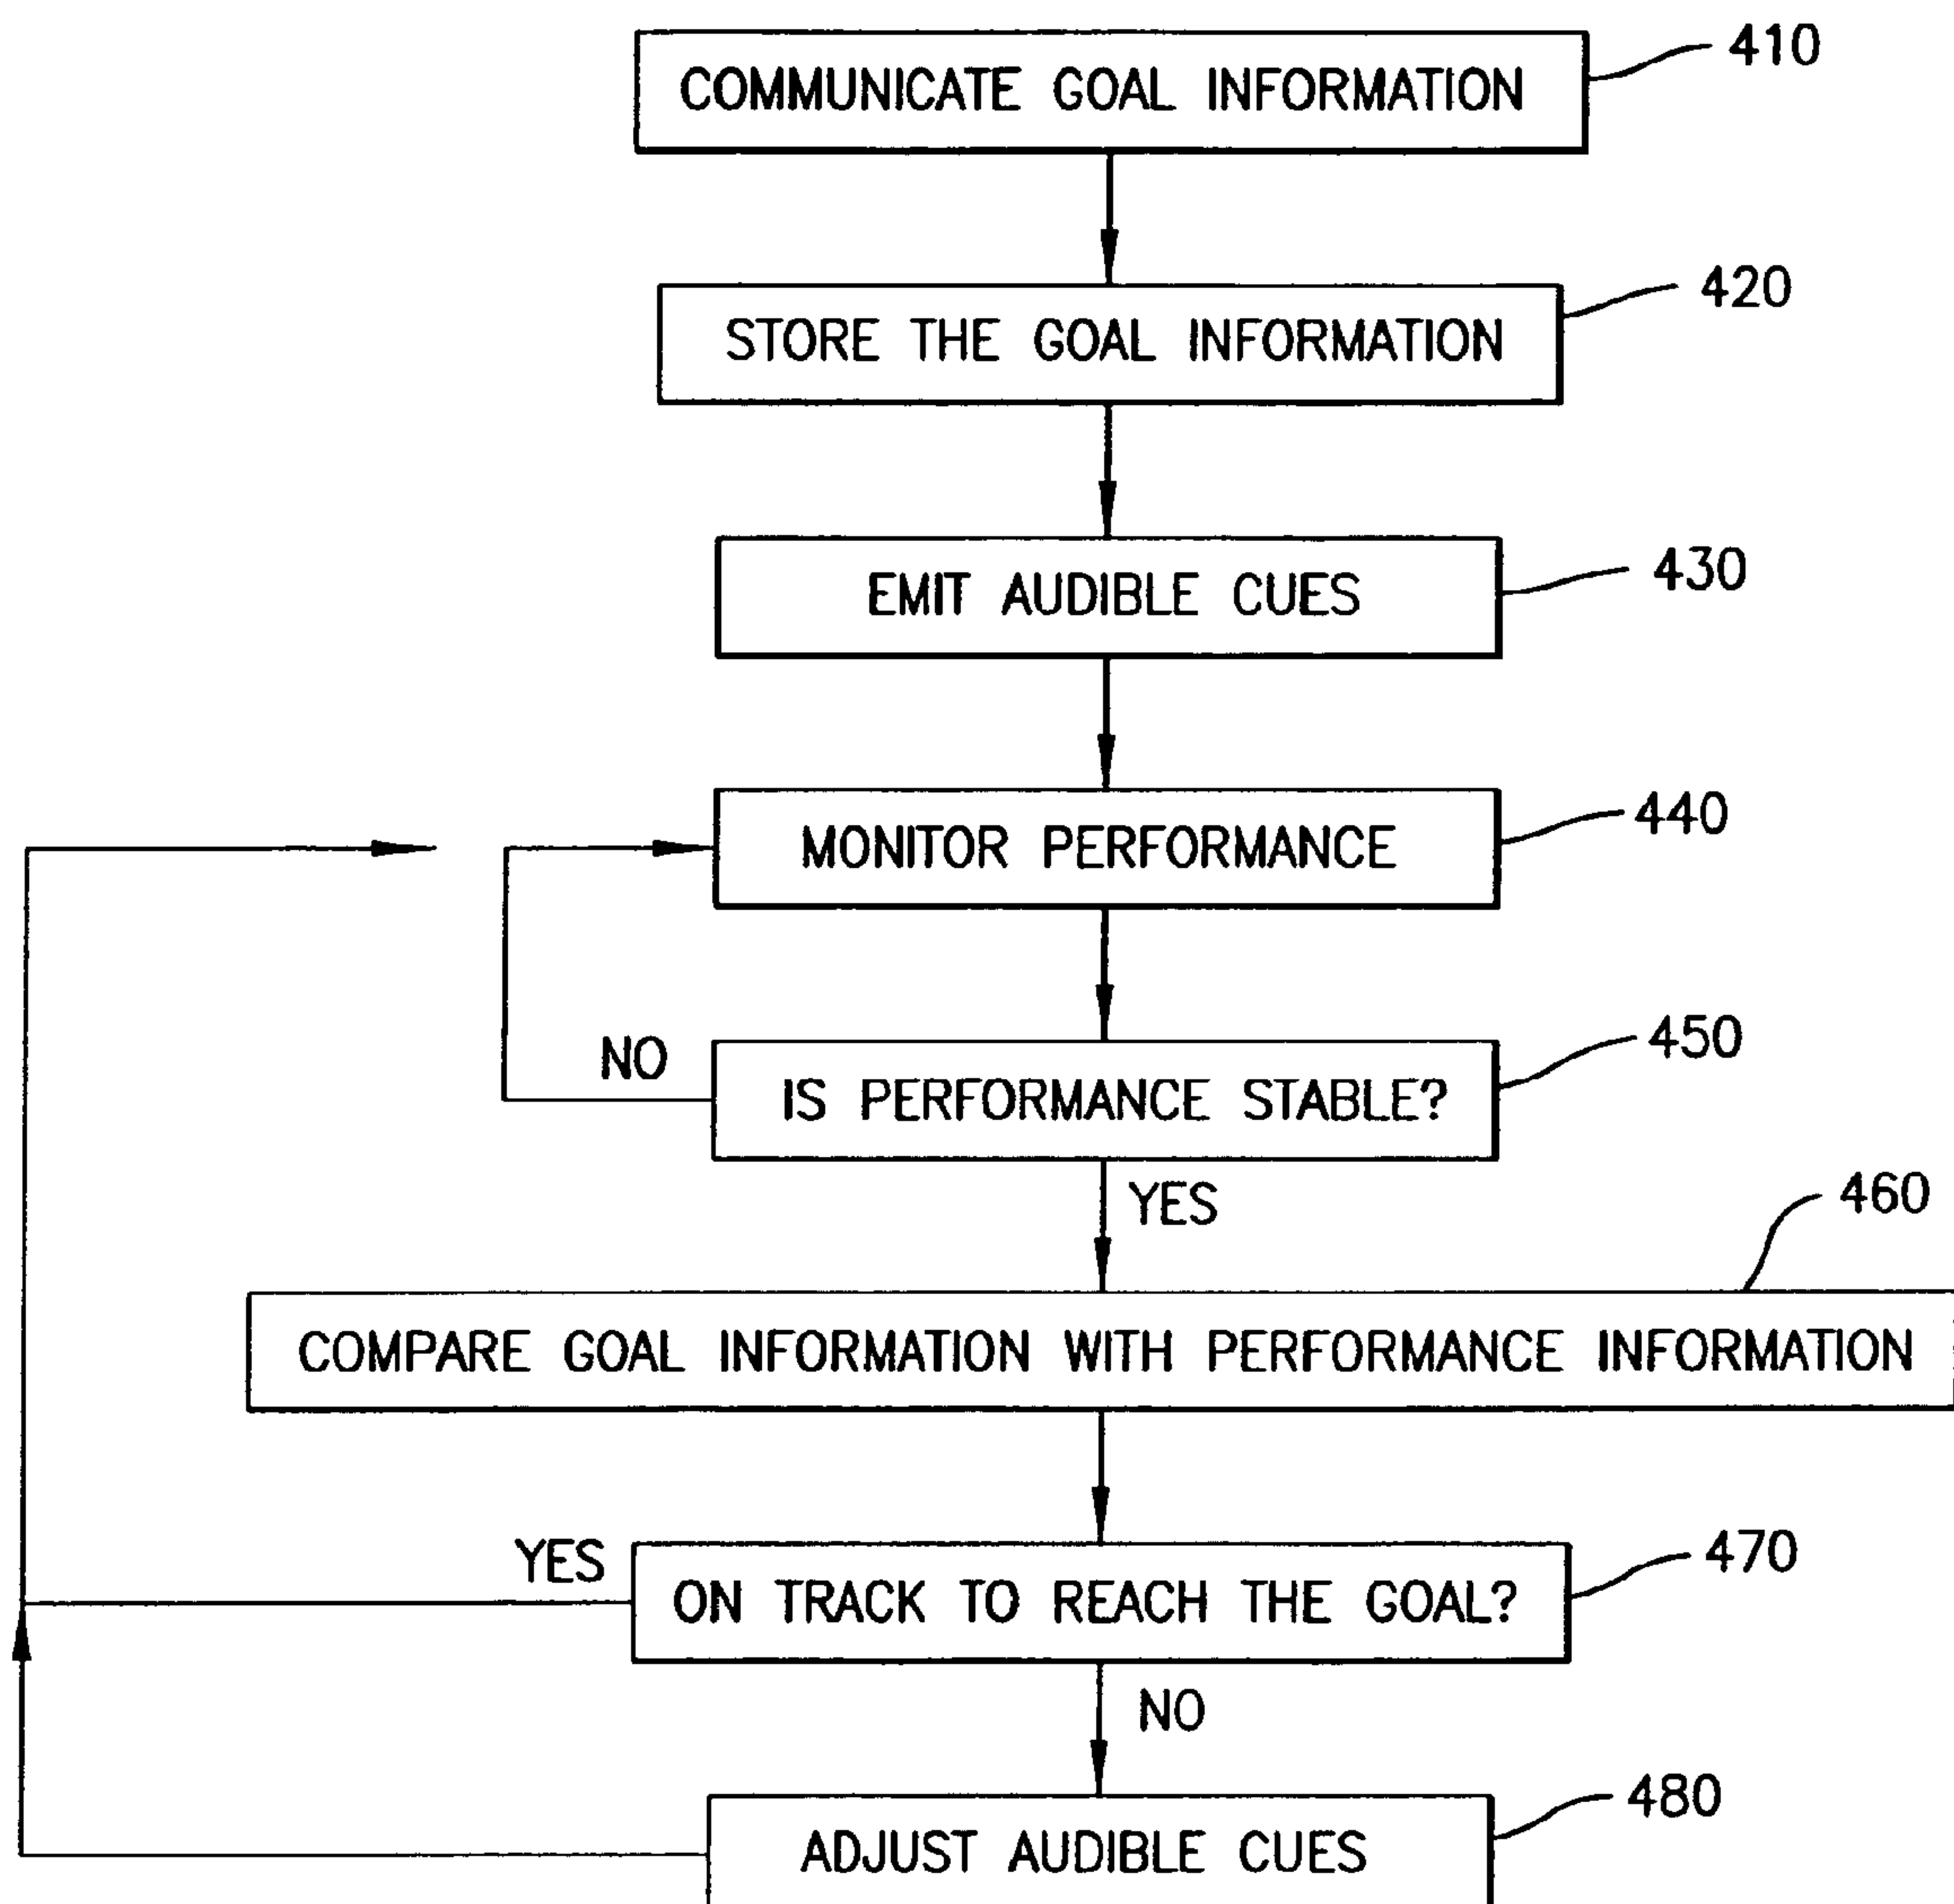 COMMUNICATE GOAL INFORMATION
410
STORE THE GOAL INFORMATION
420
EMIT AUDIBLE CUES
430
MONITOR PERFORMANCE
440
NO
IS PERFORMANCE STABLE?
450
YES
460
COMPARE GOAL INFORMATION WITH PERFORMANCE INFORMATION
YES
ON TRACK TO REACH THE GOAL?
470
NO
ADJUST AUDIBLE CUES
480